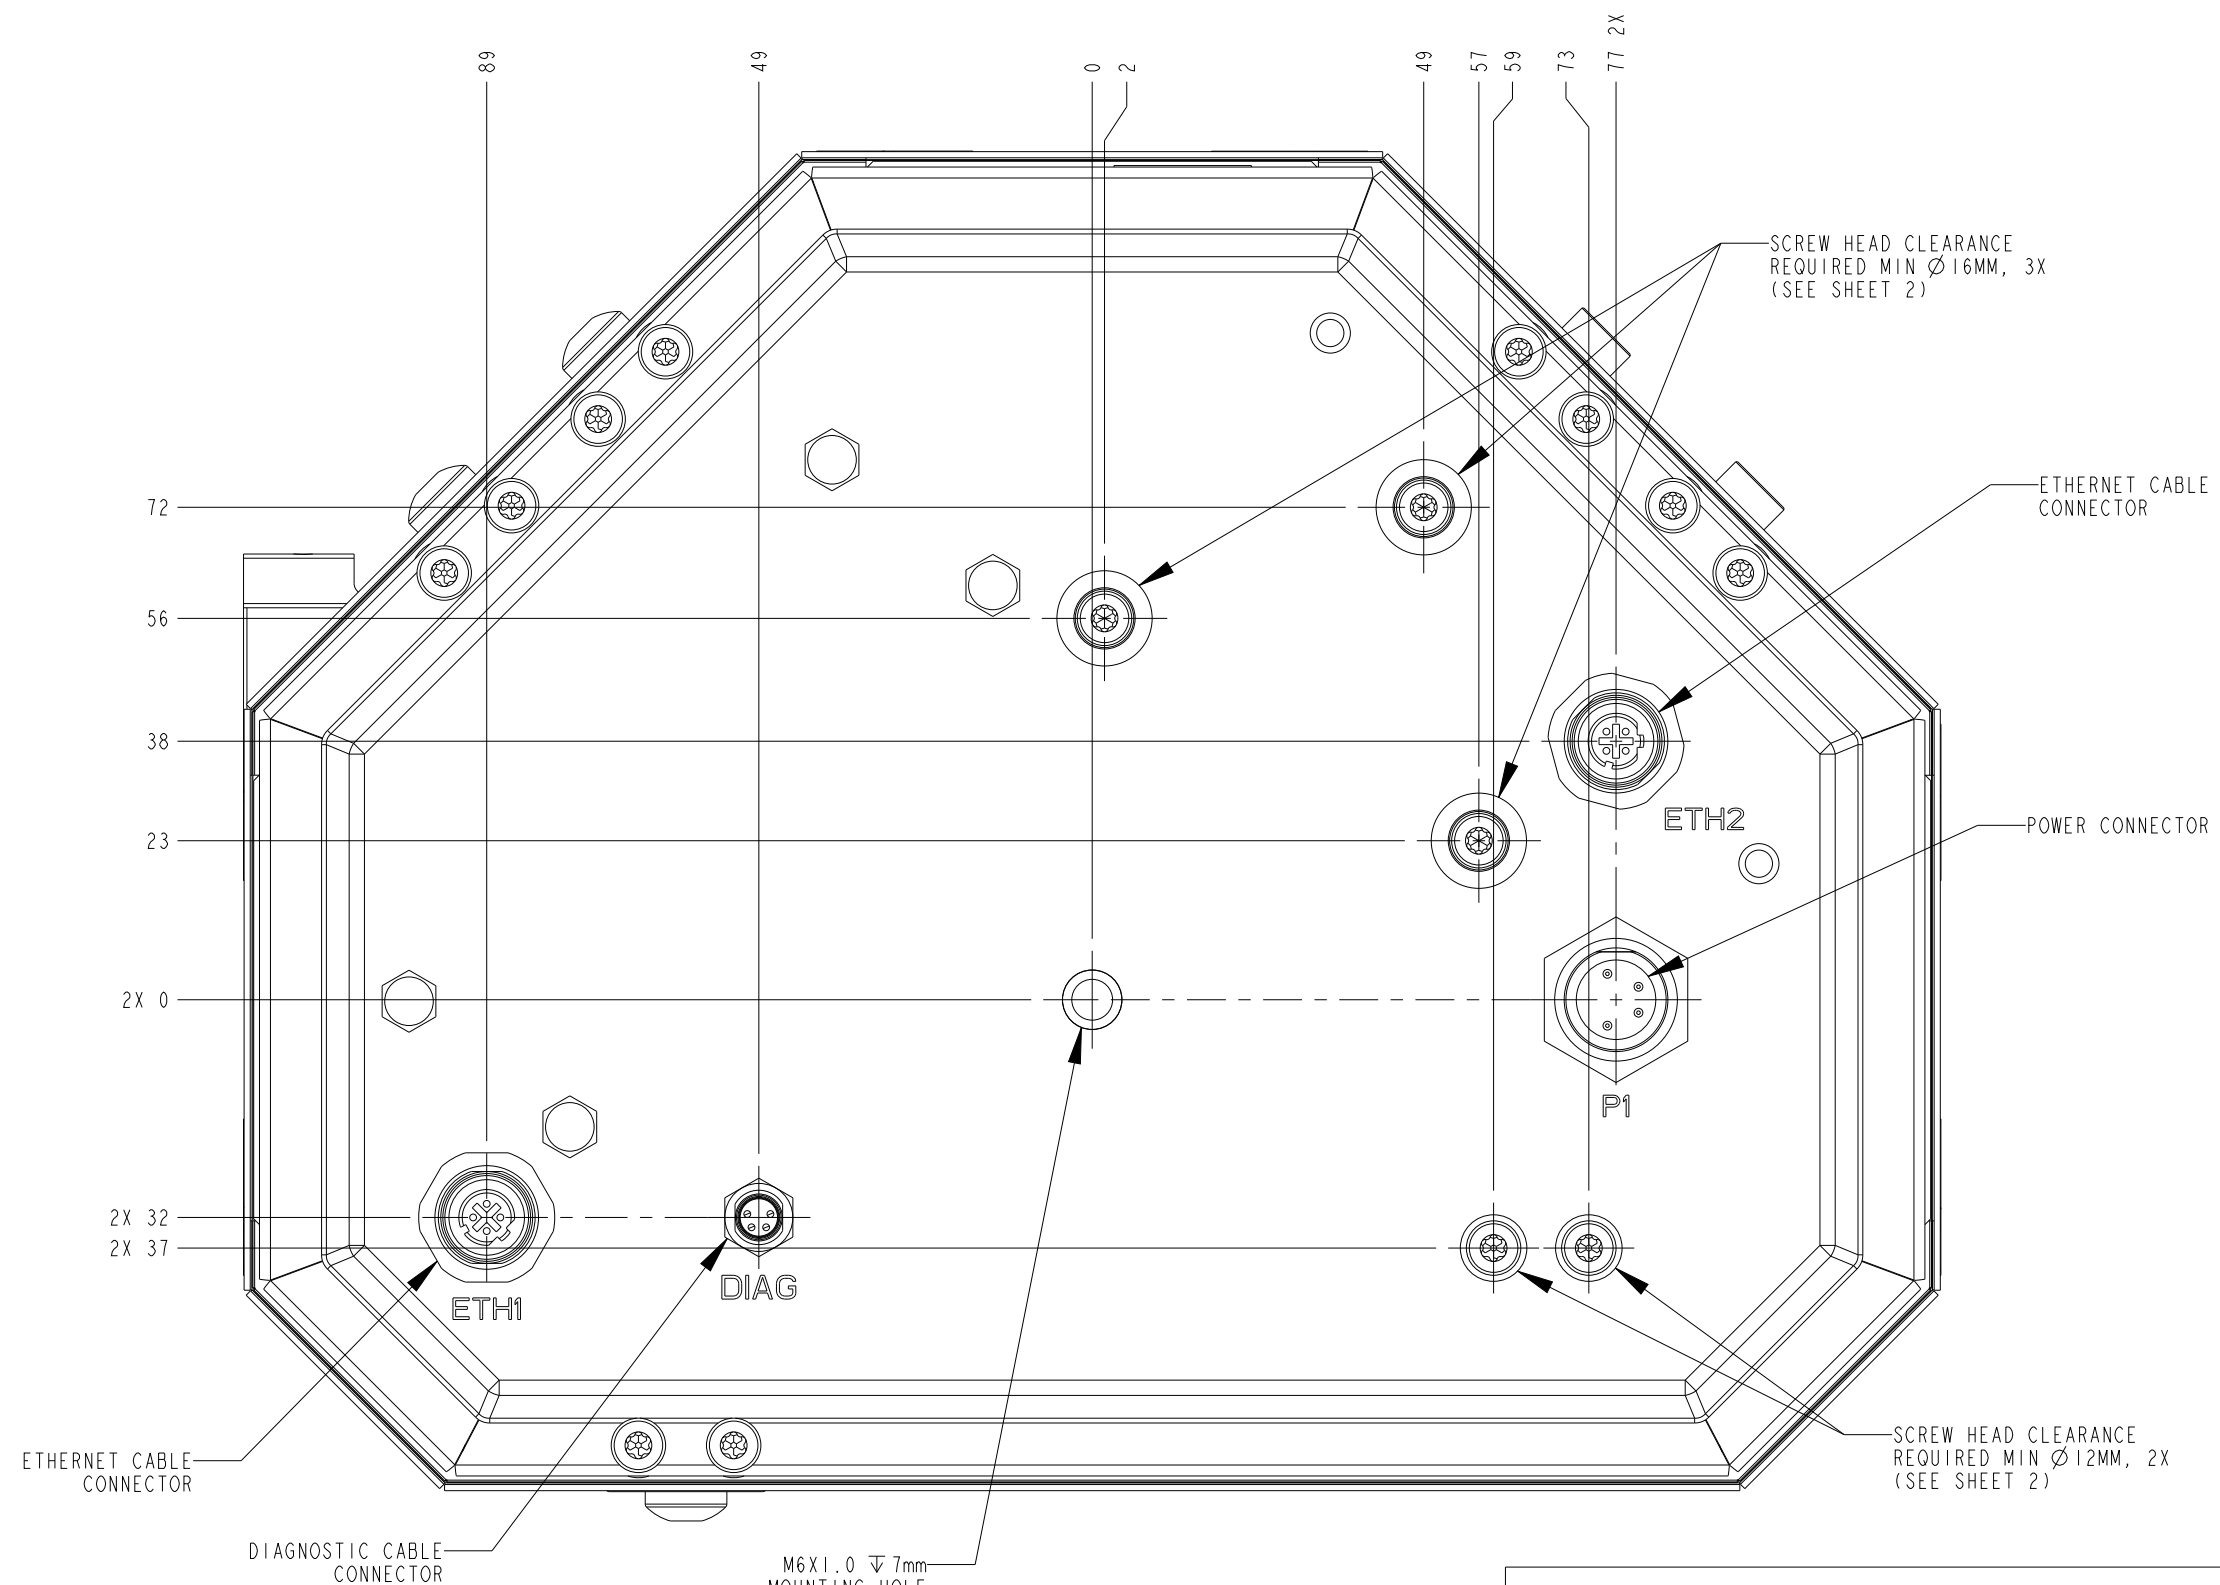 89
49
0
2
49
57
59
73
77 2X
SCREW HEAD CLEARANCE
REQUIRED MIN Ø16MM, 3X
(SEE SHEET 2)
ETHERNET CABLE
CONNECTOR
72
56
38
23
ETH2
POWER CONNECTOR
2X 0
P1
2X 32
2X 37
ETH1
DIAG
SCREW HEAD CLEARANCE
REQUIRED MIN Ø12MM, 2X
(SEE SHEET 2)
ETHERNET CABLE
CONNECTOR
DIAGNOSTIC CABLE
CONNECTOR
M6X1.0 ↧ 7mm
MOUNTING HOLE